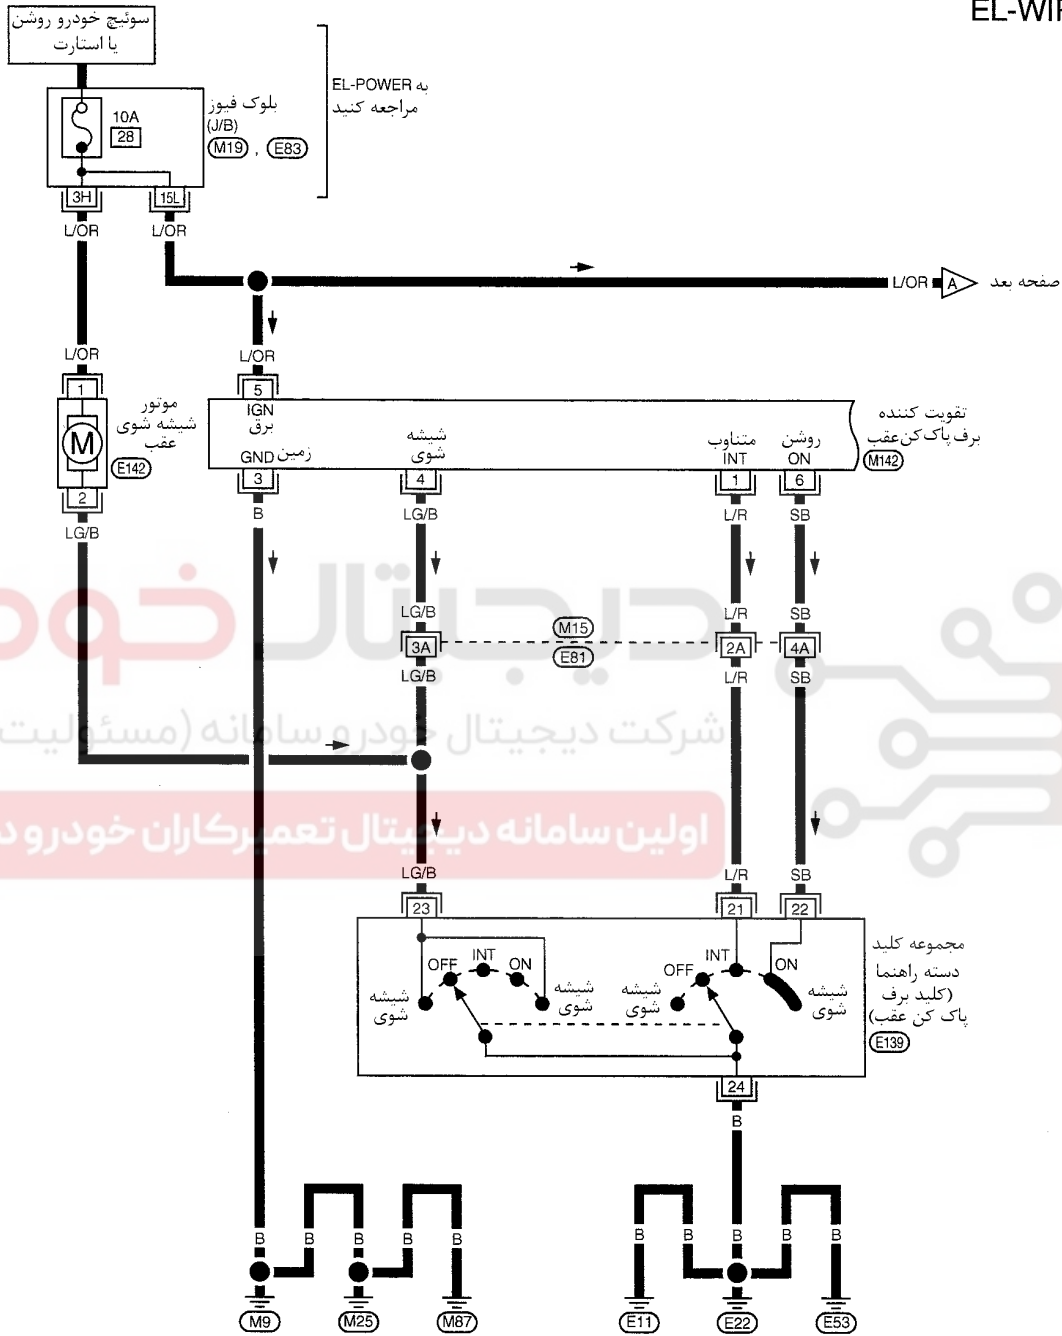 EL-WIP
سوئیچ خودرو روشن
یا استارت
به EL-POWER
مراجعه کنید
10A
28
بلوک فیوز
(J/B)
M19 , E83
3H
15L
L/OR
L/OR
L/OR
A
صفحه بعد
L/OR
L/OR
1
5
موتور
شیشه شوی
عقب
E142
M
2
LG/B
IGN
برق
شیشه
شوی
متناوب
INT
روشن
ON
GND زمین
تقویت کننده
برف پاک کن عقب
M142
3
4
1
6
B
LG/B
L/R
SB
LG/B
L/R
SB
M15
3A
2A
4A
E81
LG/B
L/R
SB
دیجیتال خود
شرکت دیجیتال خودرو سامانه (مسئولیت
اولین سامانه دیجیتال تعمیرکاران خودرو د
LG/B
L/R
SB
23
21
22
OFF
INT
ON
شیشه
شوی
شیشه
شوی
OFF
INT
ON
شیشه
شوی
شیشه
شوی
مجموعه کلید
دسته راهنما
(کلید برف
پاک کن عقب)
E139
24
B
B
B
B
B
B
B
B
B
B
B
M9
M25
M87
E11
E22
E53